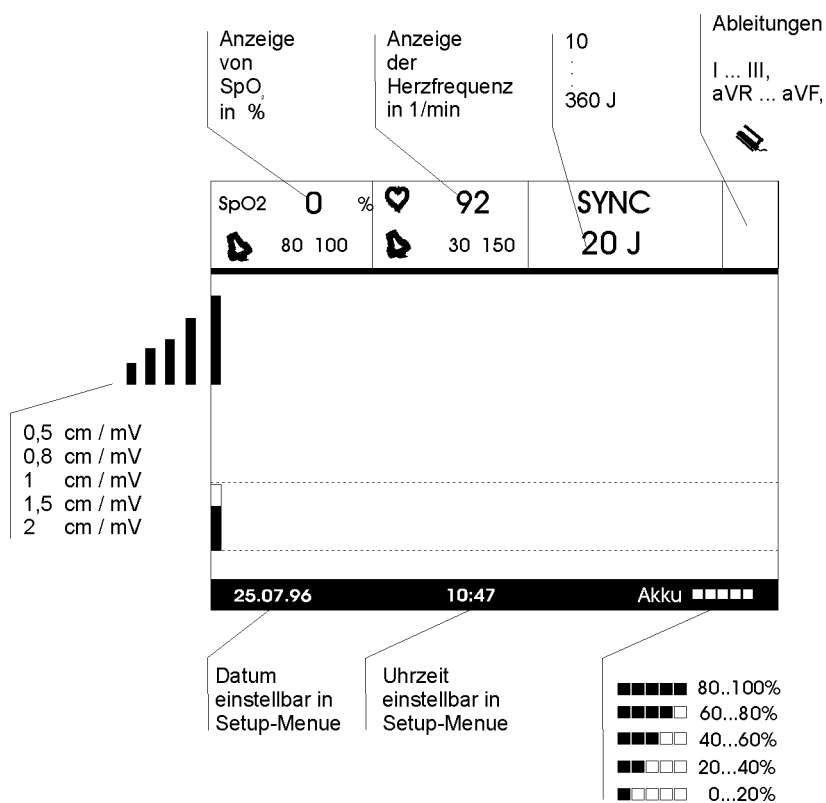 Anzeige
von
SpO2
in %
Anzeige
der
Herzfrequenz
in 1/min
10
:
:
360 J
Ableitungen
I ... III,
aVR ... aVF,
SpO2 0 %
80 100
92
30 150
SYNC
20 J
0,5 cm / mV
0,8 cm / mV
1 cm / mV
1,5 cm / mV
2 cm / mV
25.07.96 10:47 Akku
Datum
einstellbar in
Setup-Menue
Uhrzeit
einstellbar in
Setup-Menue
80..100%
60...80%
40...60%
20...40%
0...20%